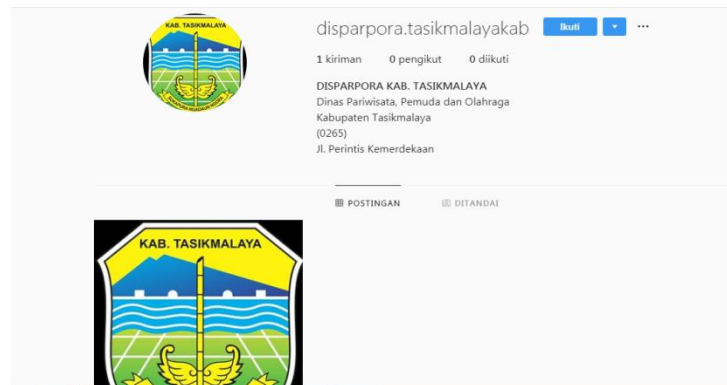 KAB. TASIKMALAYA
disparpora.tasikmalayakab
Ikuti
1 kiriman 0 pengikut 0 diikuti
DISPARPORA KAB. TASIKMALAYA
Dinas Pariwisata, Pemuda dan Olahraga
Kabupaten Tasikmalaya
(0265)
Jl. Perintis Kemerdekaan
POSTINGAN DITANDAI
KAB. TASIKMALAYA